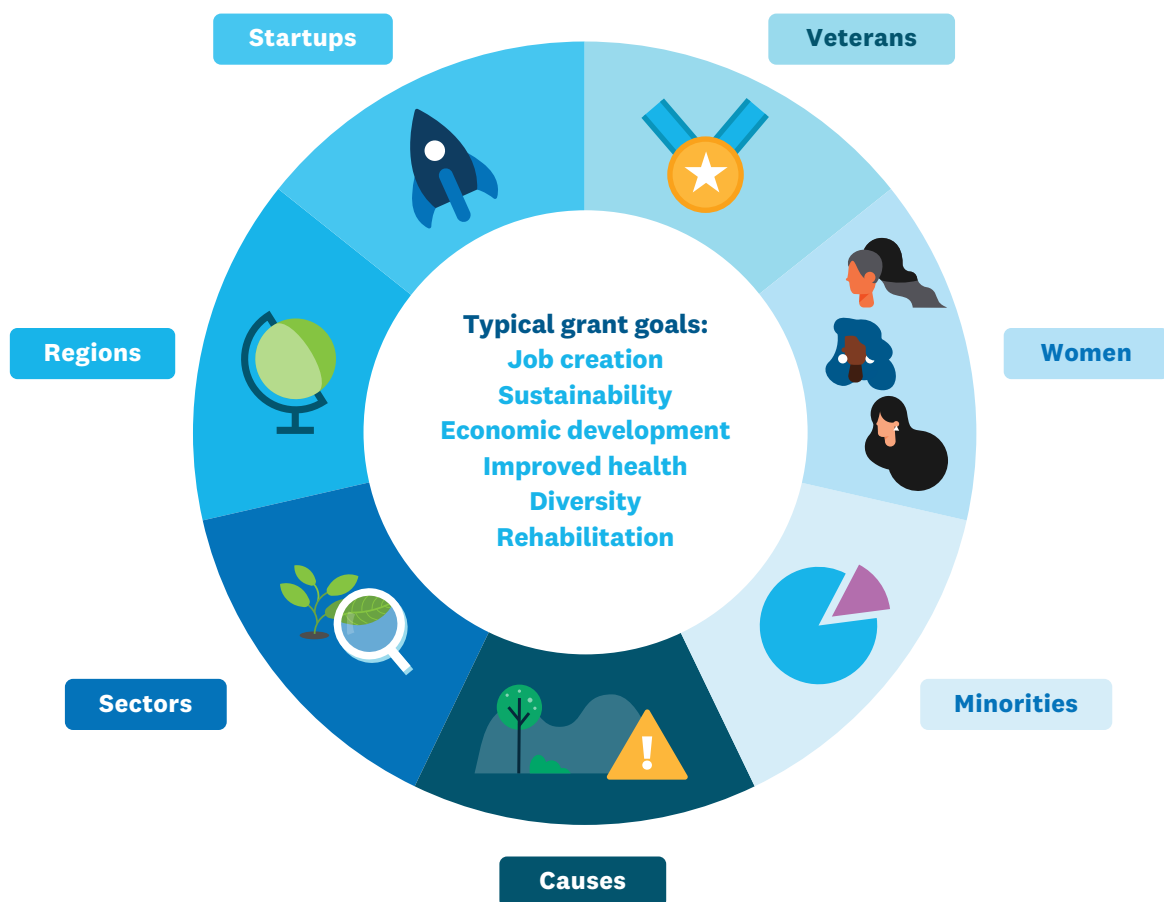 Startups
Veterans
Regions
Typical grant goals:
Job creation
Sustainability
Economic development
Improved health
Diversity
Rehabilitation
Women
Sectors
Minorities
Causes